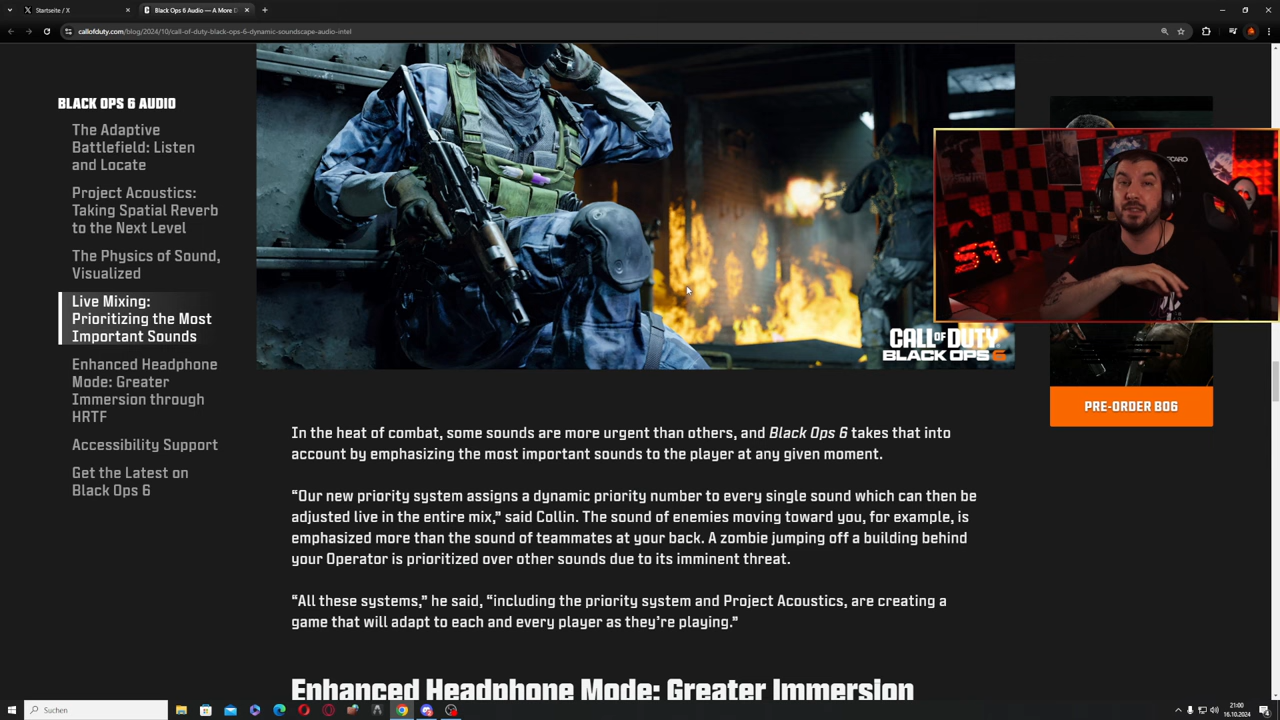 Startseite / X
Black Ops 6 Audio — A More D
callofduty.com/blog/2024/10/call-of-duty-black-ops-6-dynamic-soundscape-audio-intel
BLACK OPS 6 AUDIO
The Adaptive
Battlefield: Listen
and Locate
Project Acoustics:
Taking Spatial Reverb
to the Next Level
The Physics of Sound,
Visualized
Live Mixing:
Prioritizing the Most
Important Sounds
Enhanced Headphone
Mode: Greater
Immersion through
HRTF
Accessibility Support
Get the Latest on
Black Ops 6
CALL OF DUTY
BLACK OPS 6
PRE-ORDER BO6
In the heat of combat, some sounds are more urgent than others, and Black Ops 6 takes that into
account by emphasizing the most important sounds to the player at any given moment.
“Our new priority system assigns a dynamic priority number to every single sound which can then be
adjusted live in the entire mix,” said Collin. The sound of enemies moving toward you, for example, is
emphasized more than the sound of teammates at your back. A zombie jumping off a building behind
your Operator is prioritized over other sounds due to its imminent threat.
“All these systems,” he said, “including the priority system and Project Acoustics, are creating a
game that will adapt to each and every player as they’re playing.”
Enhanced Headphone Mode: Greater Immersion
Suchen
21:00
16.10.2024